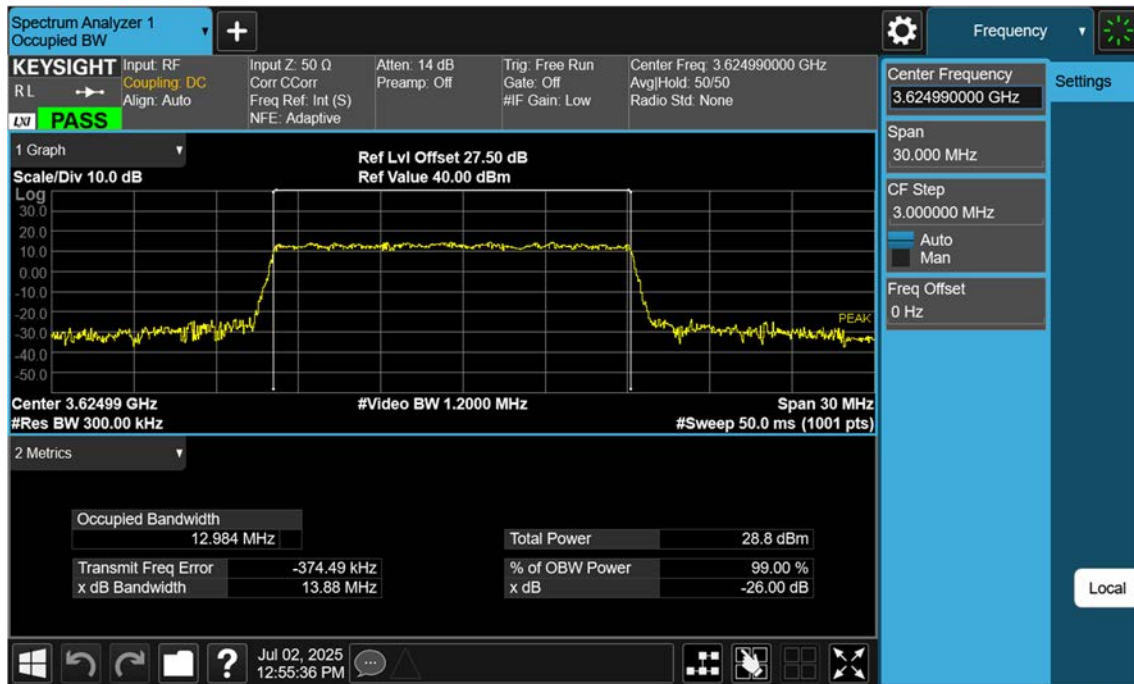 Spectrum Analyzer 1
Occupied BW
+
Frequency
KEYSIGHT
R L
LXI PASS
Input: RF
Coupling: DC
Align: Auto
Input Z: 50 Ω
Corr CCorr
Freq Ref: Int (S)
NFE: Adaptive
Atten: 14 dB
Preamp: Off
Trig: Free Run
Gate: Off
#IF Gain: Low
Center Freq: 3.624990000 GHz
Avg|Hold: 50/50
Radio Std: None
Center Frequency
3.624990000 GHz
Settings
Span
30.000 MHz
CF Step
3.000000 MHz
Auto
Man
Freq Offset
0 Hz
Local
1 Graph
Scale/Div 10.0 dB
Ref Lvl Offset 27.50 dB
Ref Value 40.00 dBm
Log
30.0
20.0
10.0
0.00
-10.0
-20.0
-30.0
-40.0
-50.0
PEAK
Center 3.62499 GHz
#Video BW 1.2000 MHz
Span 30 MHz
#Res BW 300.00 kHz
#Sweep 50.0 ms (1001 pts)
2 Metrics
Occupied Bandwidth
12.984 MHz
Total Power 28.8 dBm
Transmit Freq Error -374.49 kHz
% of OBW Power 99.00 %
x dB Bandwidth 13.88 MHz
x dB -26.00 dB
?
Jul 02, 2025
12:55:36 PM